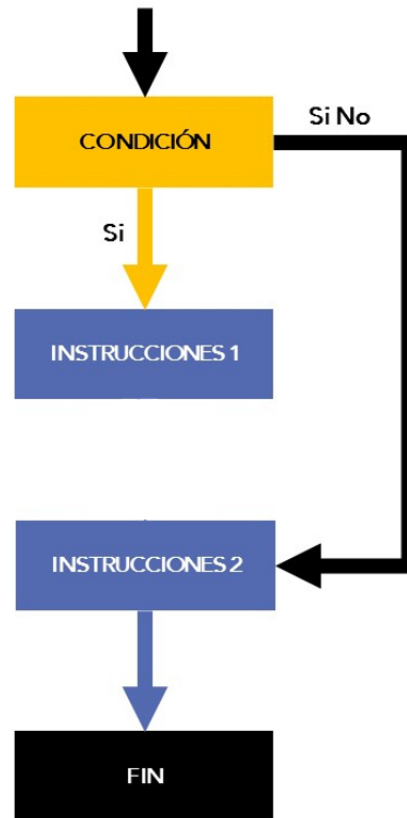 Si No
CONDICIÓN
Si
INSTRUCCIONES 1
INSTRUCCIONES 2
FIN